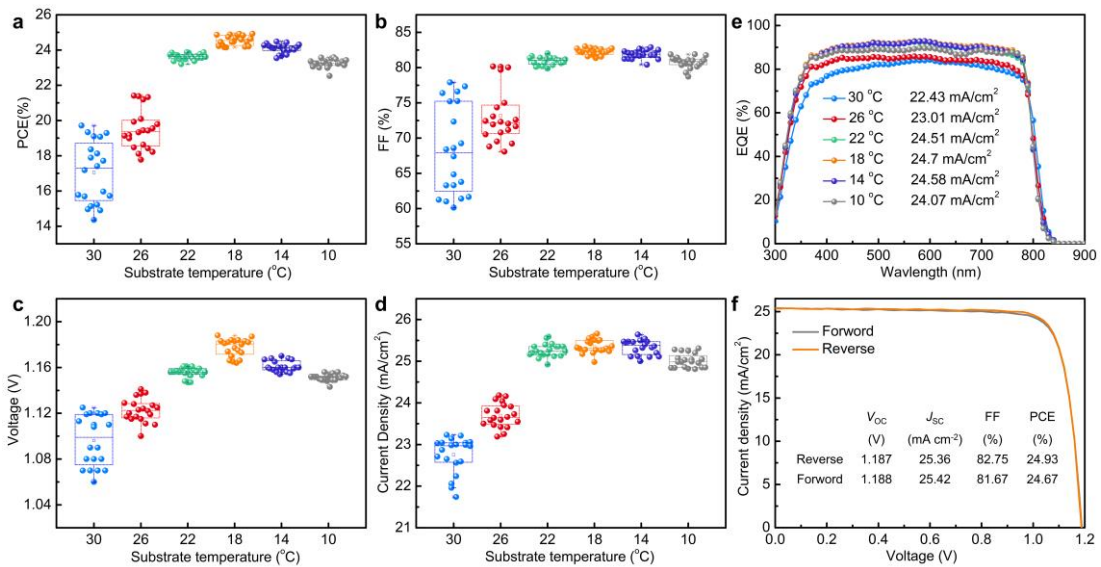 a
PCE(%)
26
24
22
20
18
16
14
30 26 22 18 14 10
Substrate temperature (°C)
b
FF (%)
85
80
75
70
65
60
55
30 26 22 18 14 10
Substrate temperature (°C)
e
EQE (%)
100
80
60
40
20
0
30 °C 22.43 mA/cm²
26 °C 23.01 mA/cm²
22 °C 24.51 mA/cm²
18 °C 24.7 mA/cm²
14 °C 24.58 mA/cm²
10 °C 24.07 mA/cm²
300 400 500 600 700 800 900
Wavelength (nm)
c
Voltage (V)
1.20
1.16
1.12
1.08
1.04
30 26 22 18 14 10
Substrate temperature (°C)
d
Current Density (mA/cm²)
26
25
24
23
22
21
30 26 22 18 14 10
Substrate temperature (°C)
f
Current density (mA/cm²)
25
20
15
10
5
0
Forword
Reverse
VOC JSC FF PCE
(V) (mA cm⁻²) (%) (%)
Reverse 1.187 25.36 82.75 24.93
Forword 1.188 25.42 81.67 24.67
0.0 0.2 0.4 0.6 0.8 1.0 1.2
Voltage (V)